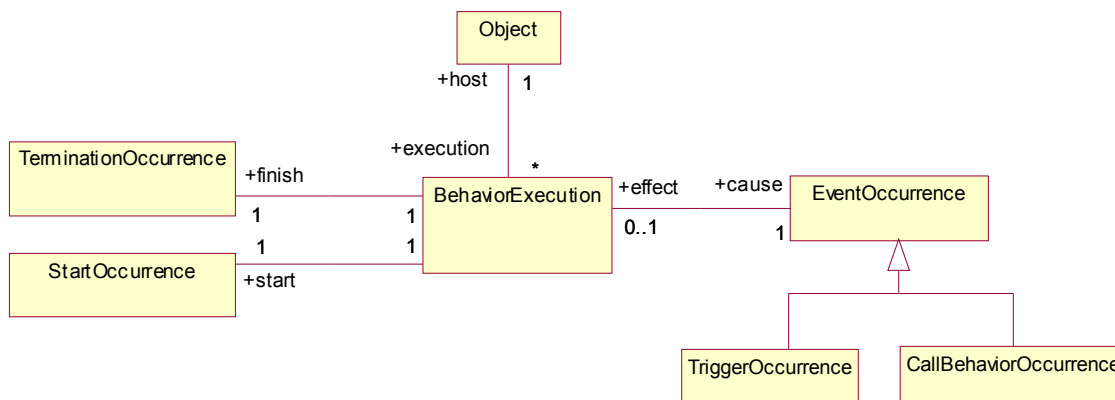 Object
+host
1
+execution
*
TerminationOccurrence
+finish
1
1
BehaviorExecution
+effect
0..1
+cause
1
EventOccurrence
StartOccurrence
1
+start
1
TriggerOccurrence
CallBehaviorOccurrence